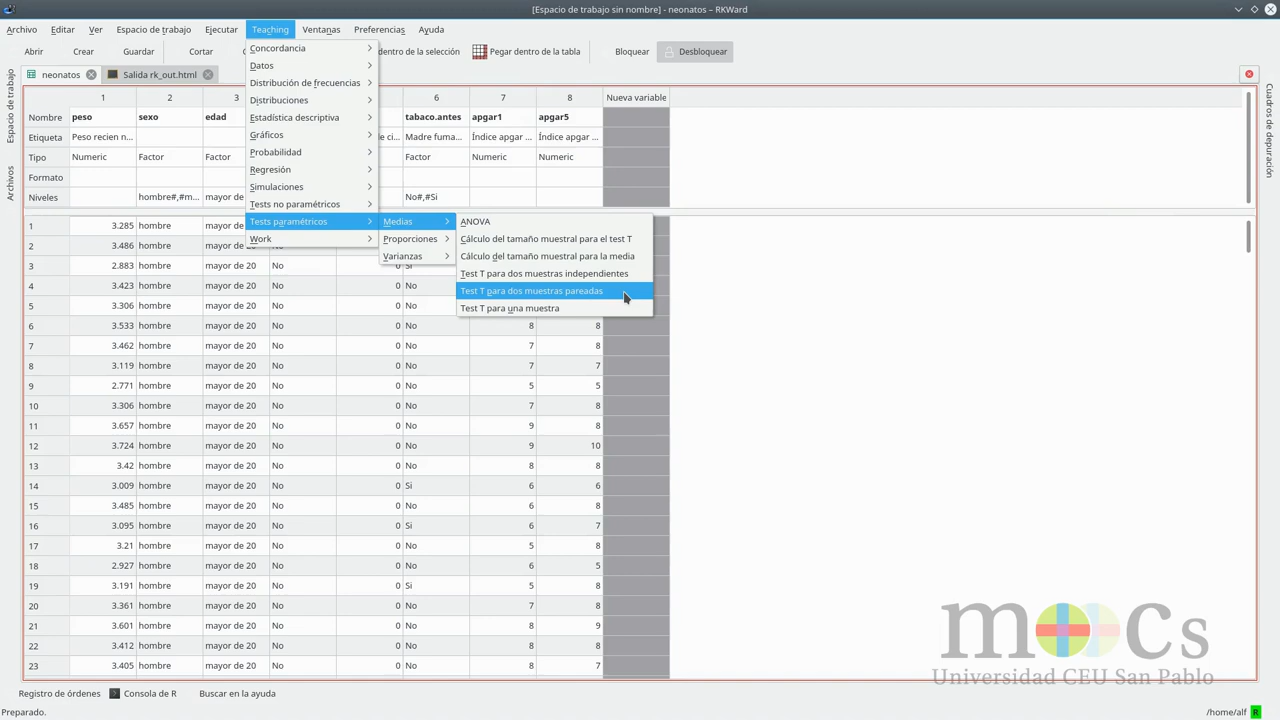 [Espacio de trabajo sin nombre] — neonatos – RKWard
Archivo Editar Ver Espacio de trabajo Ejecutar Teaching Ventanas Preferencias Ayuda
Abrir Crear Guardar Cortar dentro de la selección Pegar dentro de la tabla Bloquear Desbloquear
Concordancia
Datos
Distribución de frecuencias
Distribuciones
Estadística descriptiva
Gráficos
Probabilidad
Regresión
Simulaciones
Tests no paramétricos
Tests paramétricos
Work
Medias
Proporciones
Varianzas
ANOVA
Cálculo del tamaño muestral para el test T
Cálculo del tamaño muestral para la media
Test T para dos muestras independientes
Test T para dos muestras pareadas
Test T para una muestra
Espacio de trabajo
Archivos
Cuadros de depuración
neonatos Salida rk_out.html
1 2 3 6 7 8 Nueva variable
Nombre peso sexo edad tabaco.antes apgar1 apgar5
Etiqueta Peso recien n... e ci... Madre fuma... Índice apgar ... Índice apgar ...
Tipo Numeric Factor Factor Factor Numeric Numeric
Formato
Niveles hombre#,#m... mayor de No#,#Si
1 3.285 hombre mayor de 20
2 3.486 hombre mayor de
3 2.883 hombre mayor de 20 No 0 Si
4 3.423 hombre mayor de 20 No 0 No
5 3.306 hombre mayor de 20 No 0 No
6 3.533 hombre mayor de 20 No 0 No 8 8
7 3.462 hombre mayor de 20 No 0 No 7 8
8 3.119 hombre mayor de 20 No 0 No 7 7
9 2.771 hombre mayor de 20 No 0 No 5 5
10 3.306 hombre mayor de 20 No 0 No 7 8
11 3.657 hombre mayor de 20 No 0 No 9 8
12 3.724 hombre mayor de 20 No 0 No 9 10
13 3.42 hombre mayor de 20 No 0 No 8 8
14 3.009 hombre mayor de 20 No 0 Si 6 6
15 3.485 hombre mayor de 20 No 0 No 6 8
16 3.095 hombre mayor de 20 No 0 Si 6 7
17 3.21 hombre mayor de 20 No 0 No 5 8
18 2.927 hombre mayor de 20 No 0 No 6 5
19 3.191 hombre mayor de 20 No 0 Si 5 8
20 3.361 hombre mayor de 20 No 0 No 7 8
21 3.601 hombre mayor de 20 No 0 No 8 9
22 3.412 hombre mayor de 20 No 0 No 8 8
23 3.405 hombre mayor de 20 No 0 No 8 7
mOCs
Universidad CEU San Pablo
Registro de órdenes Consola de R Buscar en la ayuda
Preparado. /home/alf R